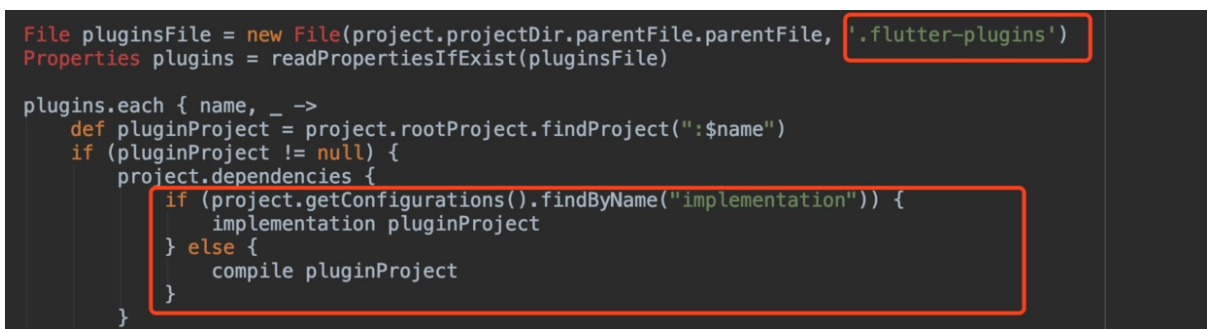 File pluginsFile = new File(project.projectDir.parentFile.parentFile, '.flutter-plugins')
Properties plugins = readPropertiesIfExist(pluginsFile)
plugins.each { name, _ ->
def pluginProject = project.rootProject.findProject(":$name")
if (pluginProject != null) {
project.dependencies {
if (project.getConfigurations().findByName("implementation")) {
implementation pluginProject
} else {
compile pluginProject
}
}